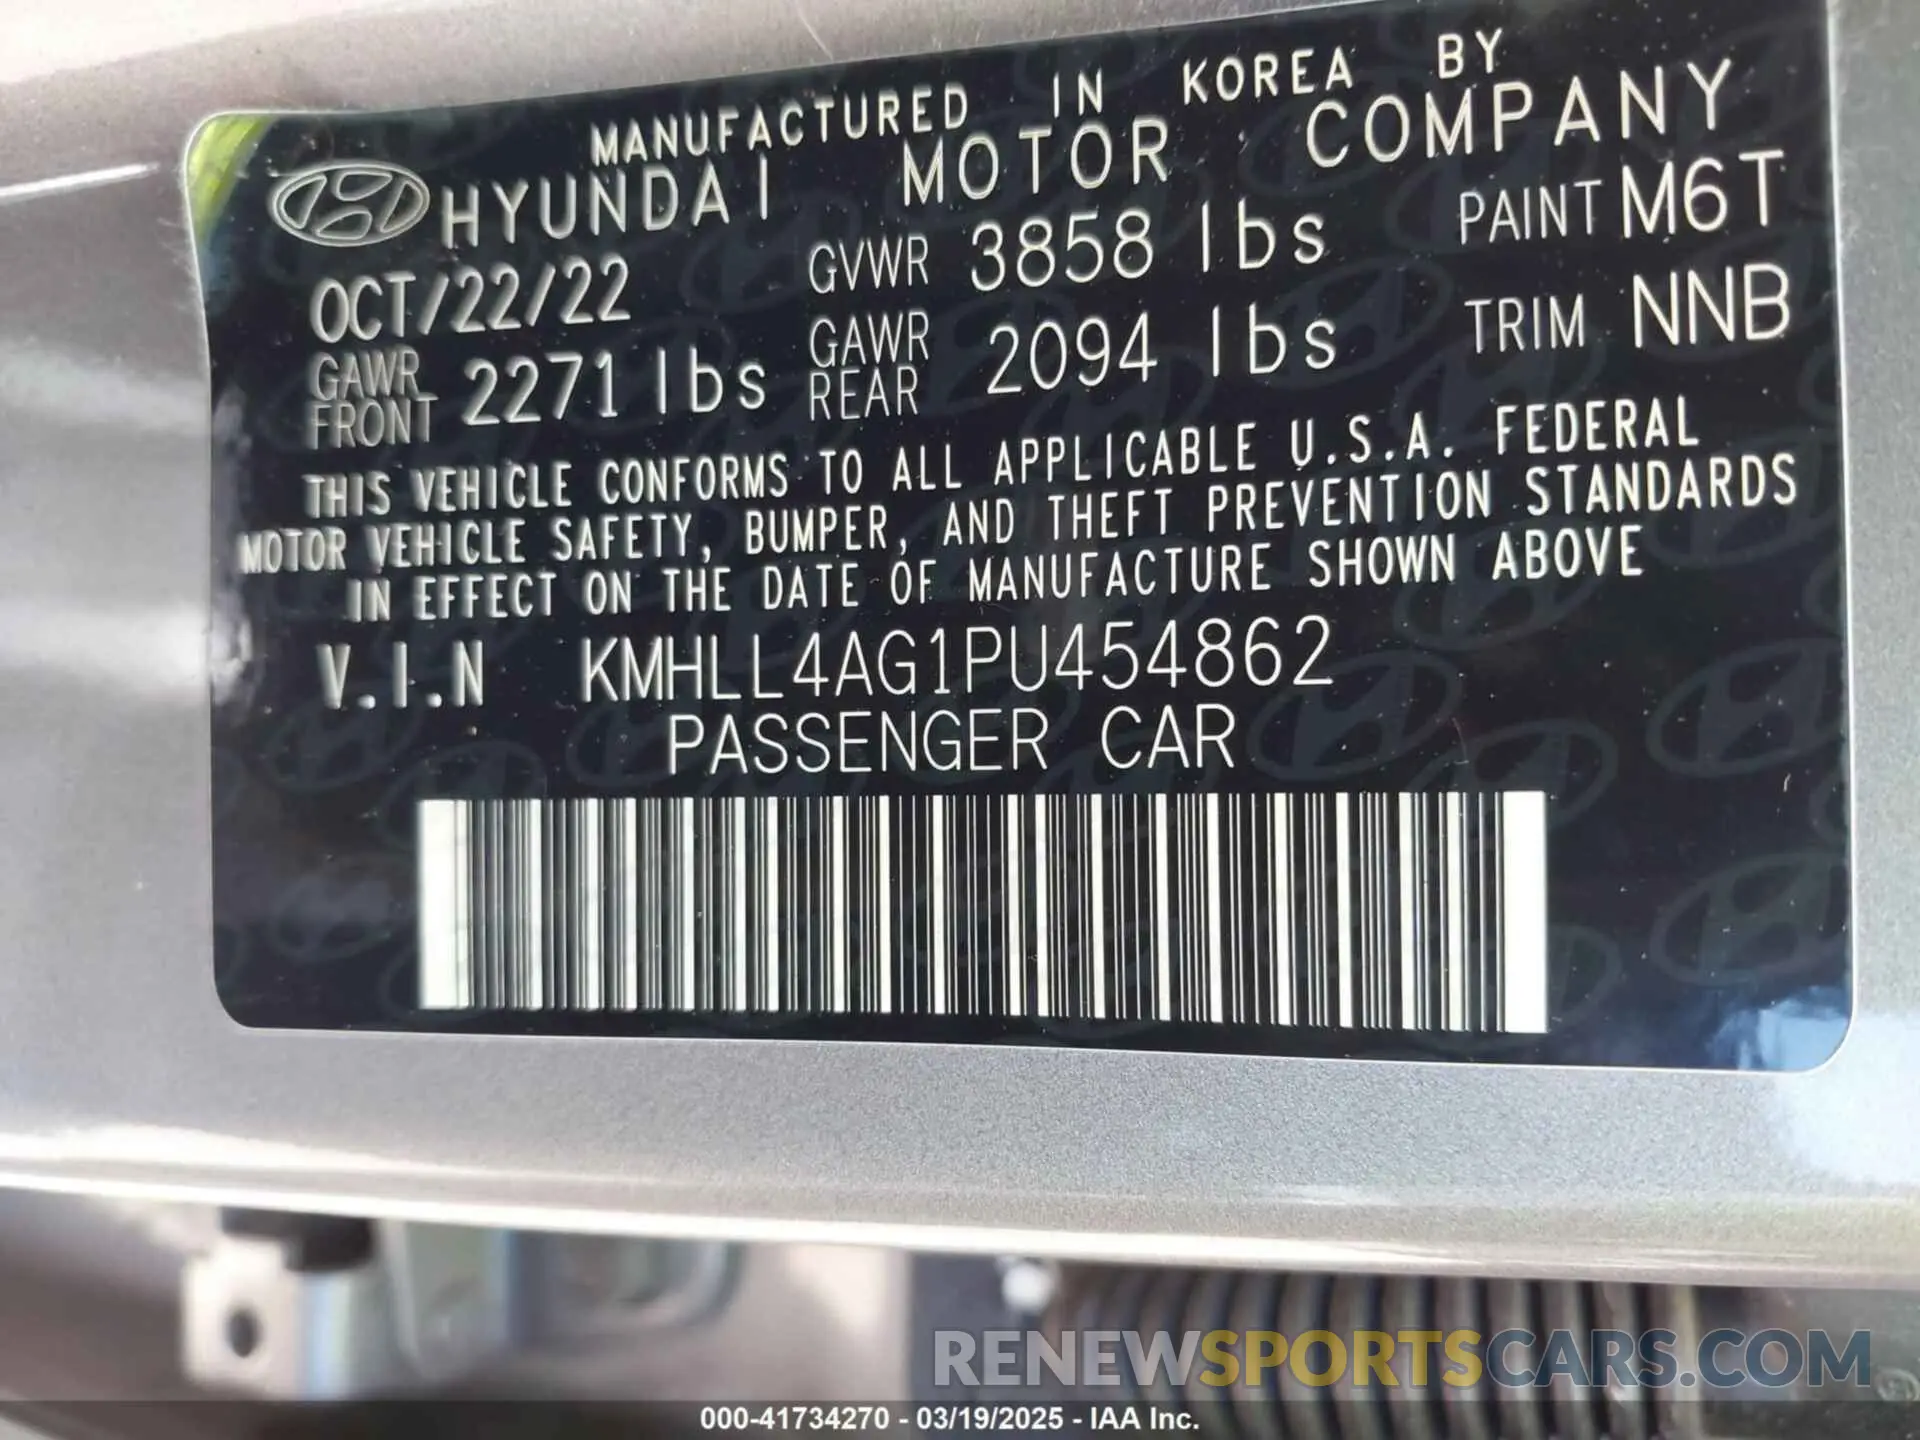 MANUFACTURED IN KOREA BY
HYUNDAI MOTOR COMPANY
OCT/22/22 GVWR 3858 lbs PAINT M6T
GAWR FRONT 2271 lbs GAWR REAR 2094 lbs TRIM NNB
THIS VEHICLE CONFORMS TO ALL APPLICABLE U.S.A. FEDERAL
MOTOR VEHICLE SAFETY, BUMPER, AND THEFT PREVENTION STANDARDS
IN EFFECT ON THE DATE OF MANUFACTURE SHOWN ABOVE
V.I.N KMHLL4AG1PU454862
PASSENGER CAR
RENEWSPORTSCARS.COM
000-41734270 - 03/19/2025 - IAA Inc.